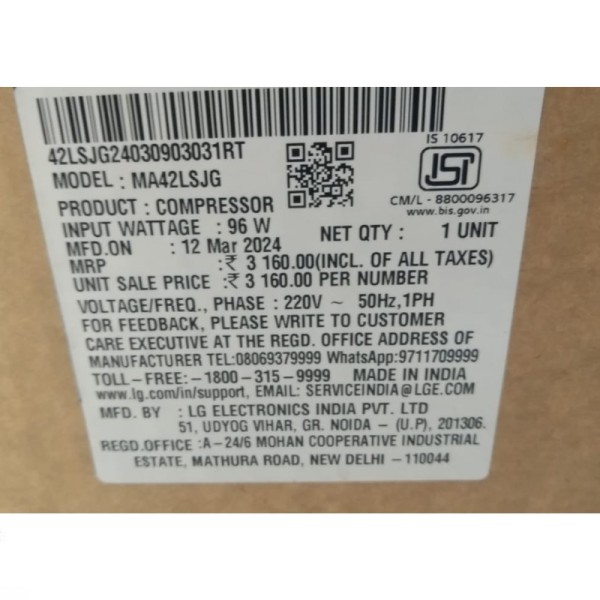 42LSJG24030903031RT
MODEL : MA42LSJG
IS 10617
ISI
CM/L - 8800096317
www.bis.gov.in
PRODUCT : COMPRESSOR
INPUT WATTAGE : 96 W
NET QTY : 1 UNIT
MFD.ON : 12 Mar 2024
MRP :₹ 3 160.00(INCL. OF ALL TAXES)
UNIT SALE PRICE :₹ 3 160.00 PER NUMBER
VOLTAGE/FREQ., PHASE : 220V ~ 50Hz,1PH
FOR FEEDBACK, PLEASE WRITE TO CUSTOMER
CARE EXECUTIVE AT THE REGD. OFFICE ADDRESS OF
MANUFACTURER TEL:08069379999 WhatsApp:9711709999
TOLL-FREE:-1800-315-9999 MADE IN INDIA
www.lg.com/in/support, EMAIL: SERVICEINDIA@LGE.COM
MFD. BY : LG ELECTRONICS INDIA PVT. LTD
51, UDYOG VIHAR, GR. NOIDA - (U.P), 201306.
REGD.OFFICE :A-24/6 MOHAN COOPERATIVE INDUSTRIAL
ESTATE, MATHURA ROAD, NEW DELHI -110044